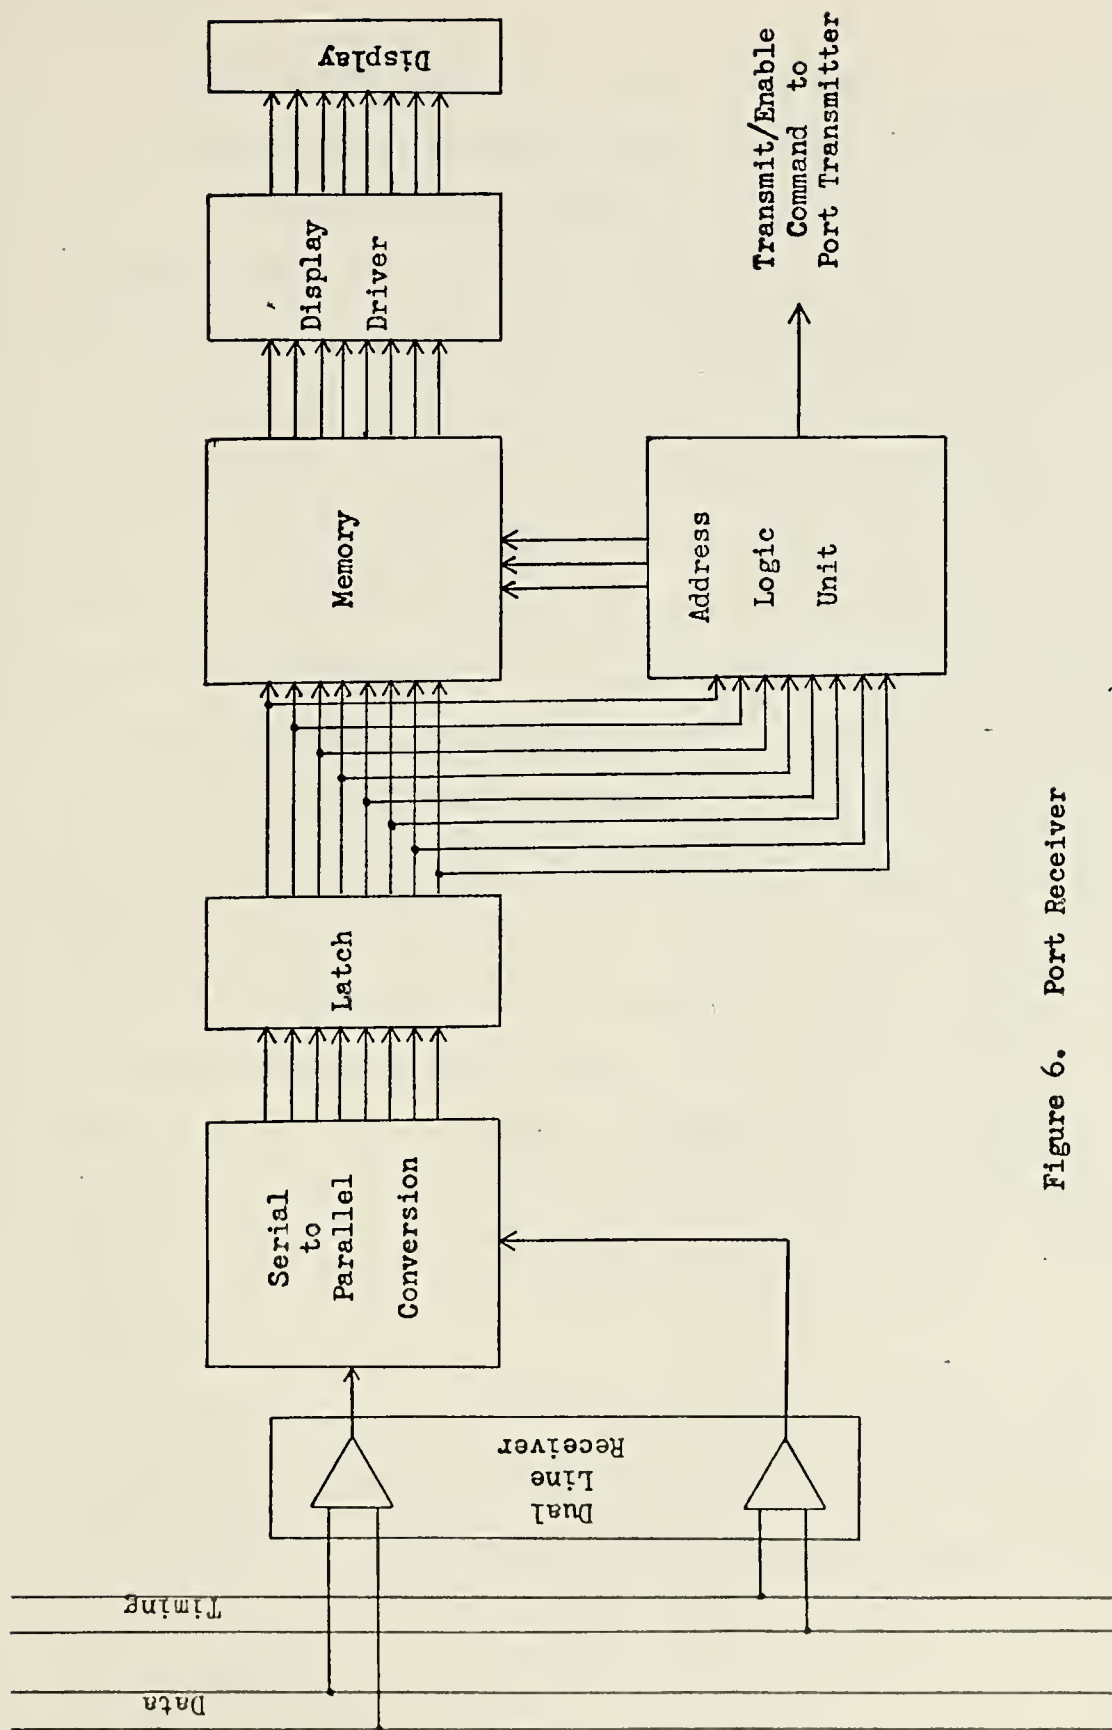 Data
Timing
Dual
Line
Receiver
Serial
to
Parallel
Conversion
Latch
Memory
Display
Driver
Display
Address
Logic
Unit
Transmit/Enable
Command to
Port Transmitter
Figure 6. Port Receiver